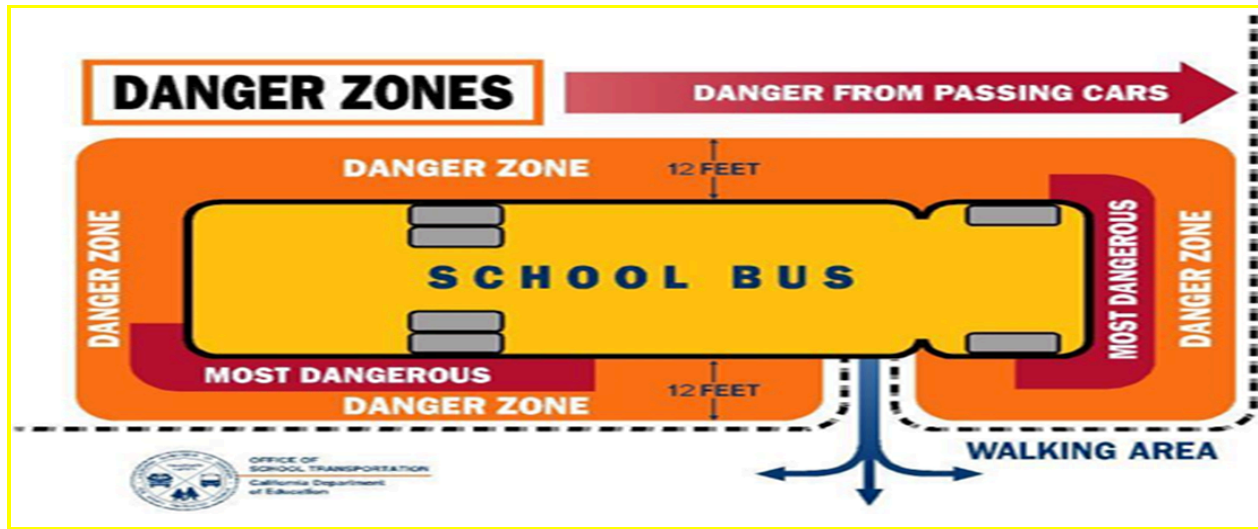 DANGER ZONES
DANGER FROM PASSING CARS
DANGER ZONE
12 FEET
DANGER ZONE
SCHOOL BUS
MOST DANGEROUS
DANGER ZONE
MOST DANGEROUS
12 FEET
DANGER ZONE
WALKING AREA
OFFICE OF
SCHOOL TRANSPORTATION
California Department
of Education